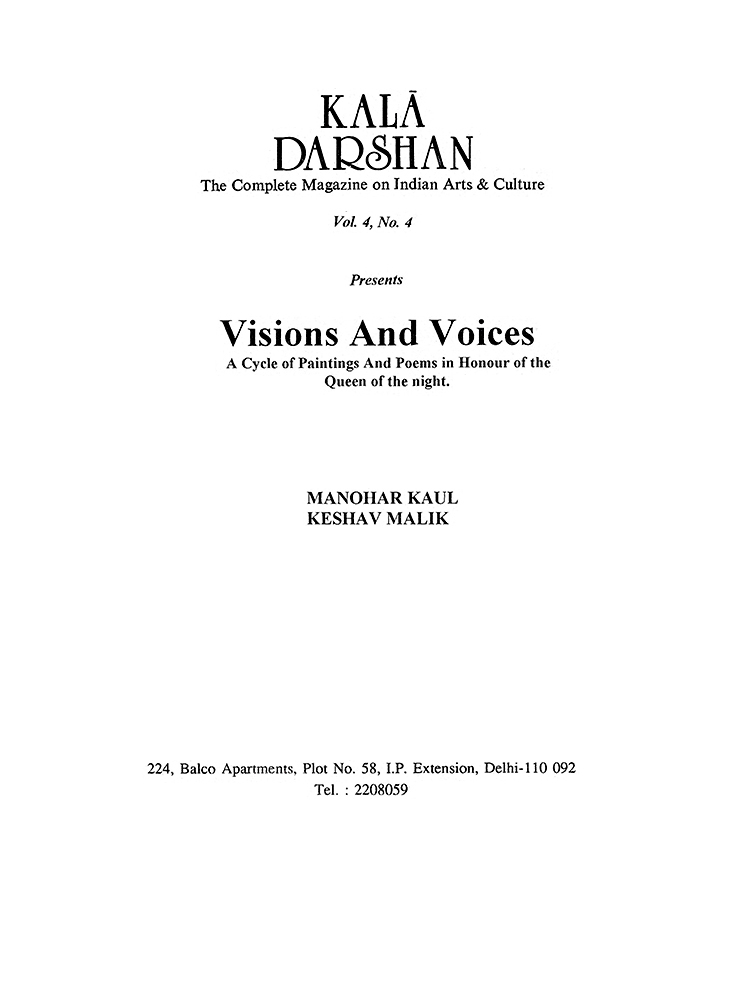 KALĀ
DARSHAN
The Complete Magazine on Indian Arts & Culture
Vol. 4, No. 4
Presents
Visions And Voices
A Cycle of Paintings And Poems in Honour of the
Queen of the night.
MANOHAR KAUL
KESHAV MALIK
224, Balco Apartments, Plot No. 58, I.P. Extension, Delhi-110 092
Tel. : 2208059